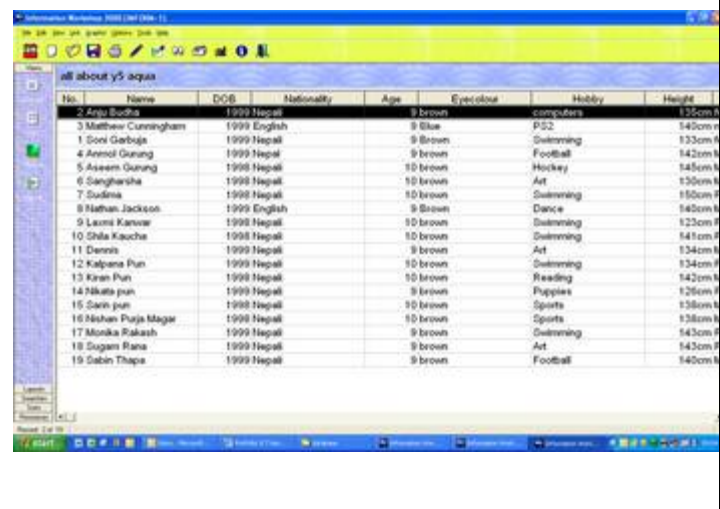 Information Workshop 2000
all about y5 aqua
No. Name DOB Nationality Age Eyecolour Hobby Height
2 Anju Budha 1999 Nepali 9 brown computers 135cm
3 Matthew Cunningham 1999 English 9 Blue PS2 140cm
1 Soni Garbuja 1999 Nepali 9 Brown Swimming 133cm
4 Anmol Gurung 1999 Nepal 9 brown Football 142cm
5 Aseem Gurung 1998 Nepali 10 brown Hockey 145cm
6 Sangharsha 1998 Nepali 10 brown Art 130cm
7 Sudima 1998 Nepali 10 brown Swimming 150cm
8 Nathan Jackson 1999 English 9 Brown Dance 140cm
9 Laxmi Kanwar 1998 Nepali 10 brown Swimming 123cm
10 Shila Kaucha 1998 Nepali 10 brown Swimming 141cm
11 Dennis 1999 Nepali 9 brown Art 134cm
12 Kalpana Pun 1998 Nepali 10 brown Swimming 134cm
13 Kiran Pun 1998 Nepali 10 brown Reading 142cm
14 Nikata pun 1999 Nepali 9 brown Puppies 126cm
15 Sarin pun 1998 Nepali 10 brown Sports 138cm
16 Nishan Purja Magar 1998 Nepali 10 brown Sports 138cm
17 Monika Rakash 1999 Nepali 9 brown Swimming 143cm
18 Sugam Rana 1999 Nepali 9 brown Art 143cm
19 Sabin Thapa 1999 Nepali 9 brown Football 140cm
start